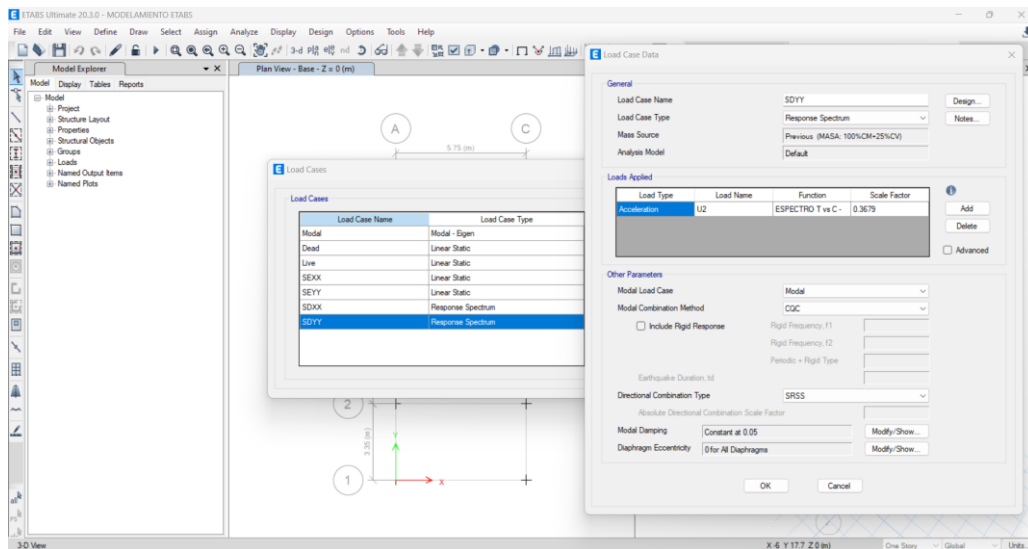 ETABS Ultimate 20.3.0 - MODELAMIENTO ETABS
File Edit View Define Draw Select Assign Analyze Display Design Options Tools Help
3-d nd
Model Explorer
Model Display Tables Reports
Model
Project
Structure Layout
Properties
Structural Objects
Groups
Loads
Named Output Items
Named Plots
Plan View - Base - Z = 0 (m)
A C
5.75 (m)
Load Cases
Load Cases
Load Case Name Load Case Type
Modal Modal - Eigen
Dead Linear Static
Live Linear Static
SEXX Linear Static
SEYY Linear Static
SDXX Response Spectrum
SDYY Response Spectrum
2
3.35 (m)
Y
1
X
Load Case Data
General
Load Case Name SDYY Design...
Load Case Type Response Spectrum Notes...
Mass Source Previous (MASA: 100%CM+25%CV)
Analysis Model Default
Loads Applied
Load Type Load Name Function Scale Factor
Acceleration U2 ESPECTRO T vs C - 0.3679
Add
Delete
Advanced
Other Parameters
Modal Load Case Modal
Modal Combination Method CQC
Include Rigid Response Rigid Frequency, f1
Rigid Frequency, f2
Periodic + Rigid Type
Earthquake Duration, td
Directional Combination Type SRSS
Absolute Directional Combination Scale Factor
Modal Damping Constant at 0.05 Modify/Show...
Diaphragm Eccentricity 0 for All Diaphragms Modify/Show...
OK Cancel
3-D View X -6 Y 17.7 Z 0 (m) One Story Global Units